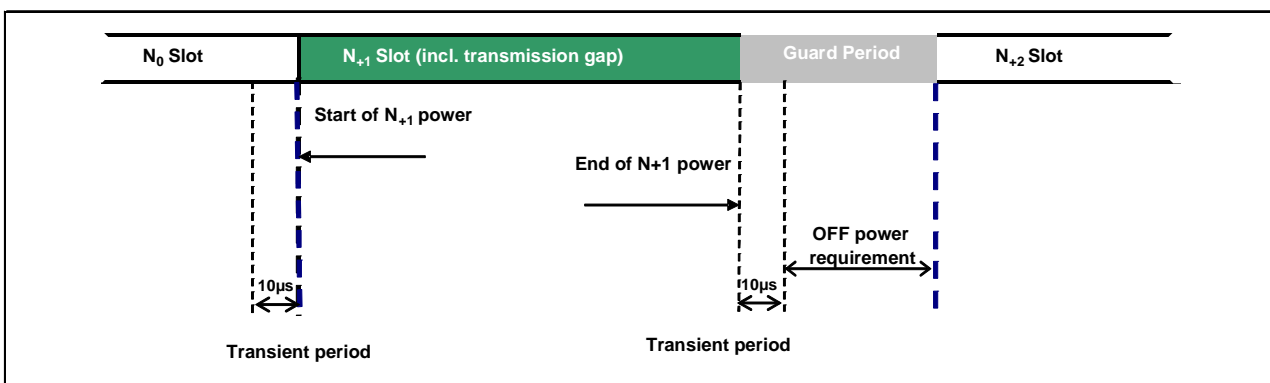 N0 Slot
N+1 Slot (incl. transmission gap)
Guard Period
N+2 Slot
Start of N+1 power
End of N+1 power
OFF power
requirement
10µs
10µs
Transient period
Transient period